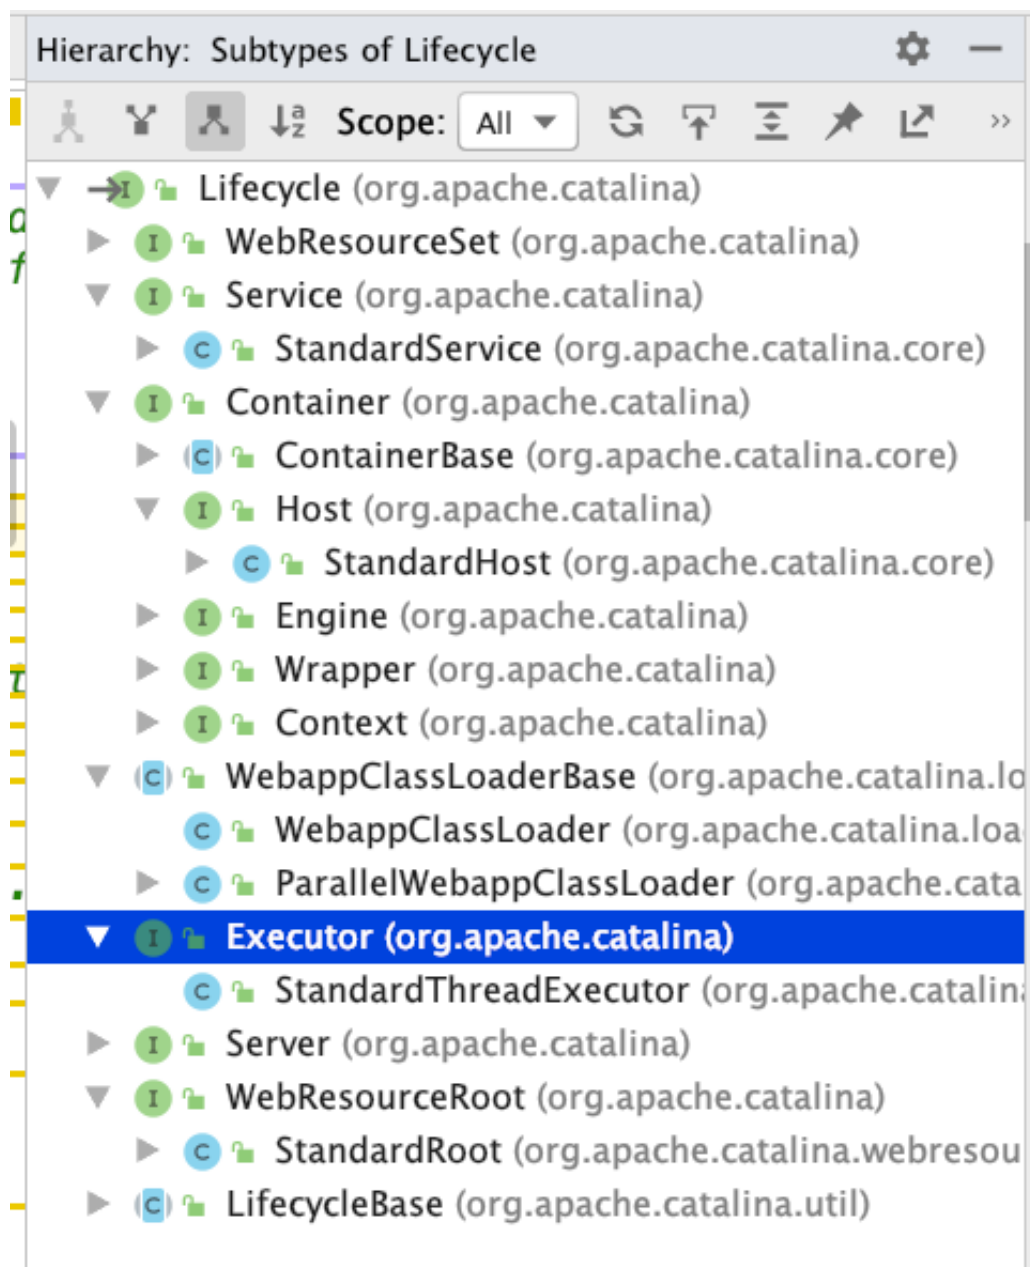 Hierarchy: Subtypes of Lifecycle
Scope: All
Lifecycle (org.apache.catalina)
WebResourceSet (org.apache.catalina)
Service (org.apache.catalina)
StandardService (org.apache.catalina.core)
Container (org.apache.catalina)
ContainerBase (org.apache.catalina.core)
Host (org.apache.catalina)
StandardHost (org.apache.catalina.core)
Engine (org.apache.catalina)
Wrapper (org.apache.catalina)
Context (org.apache.catalina)
WebappClassLoaderBase (org.apache.catalina.lo
WebappClassLoader (org.apache.catalina.loa
ParallelWebappClassLoader (org.apache.cata
Executor (org.apache.catalina)
StandardThreadExecutor (org.apache.catalin
Server (org.apache.catalina)
WebResourceRoot (org.apache.catalina)
StandardRoot (org.apache.catalina.webresou
LifecycleBase (org.apache.catalina.util)